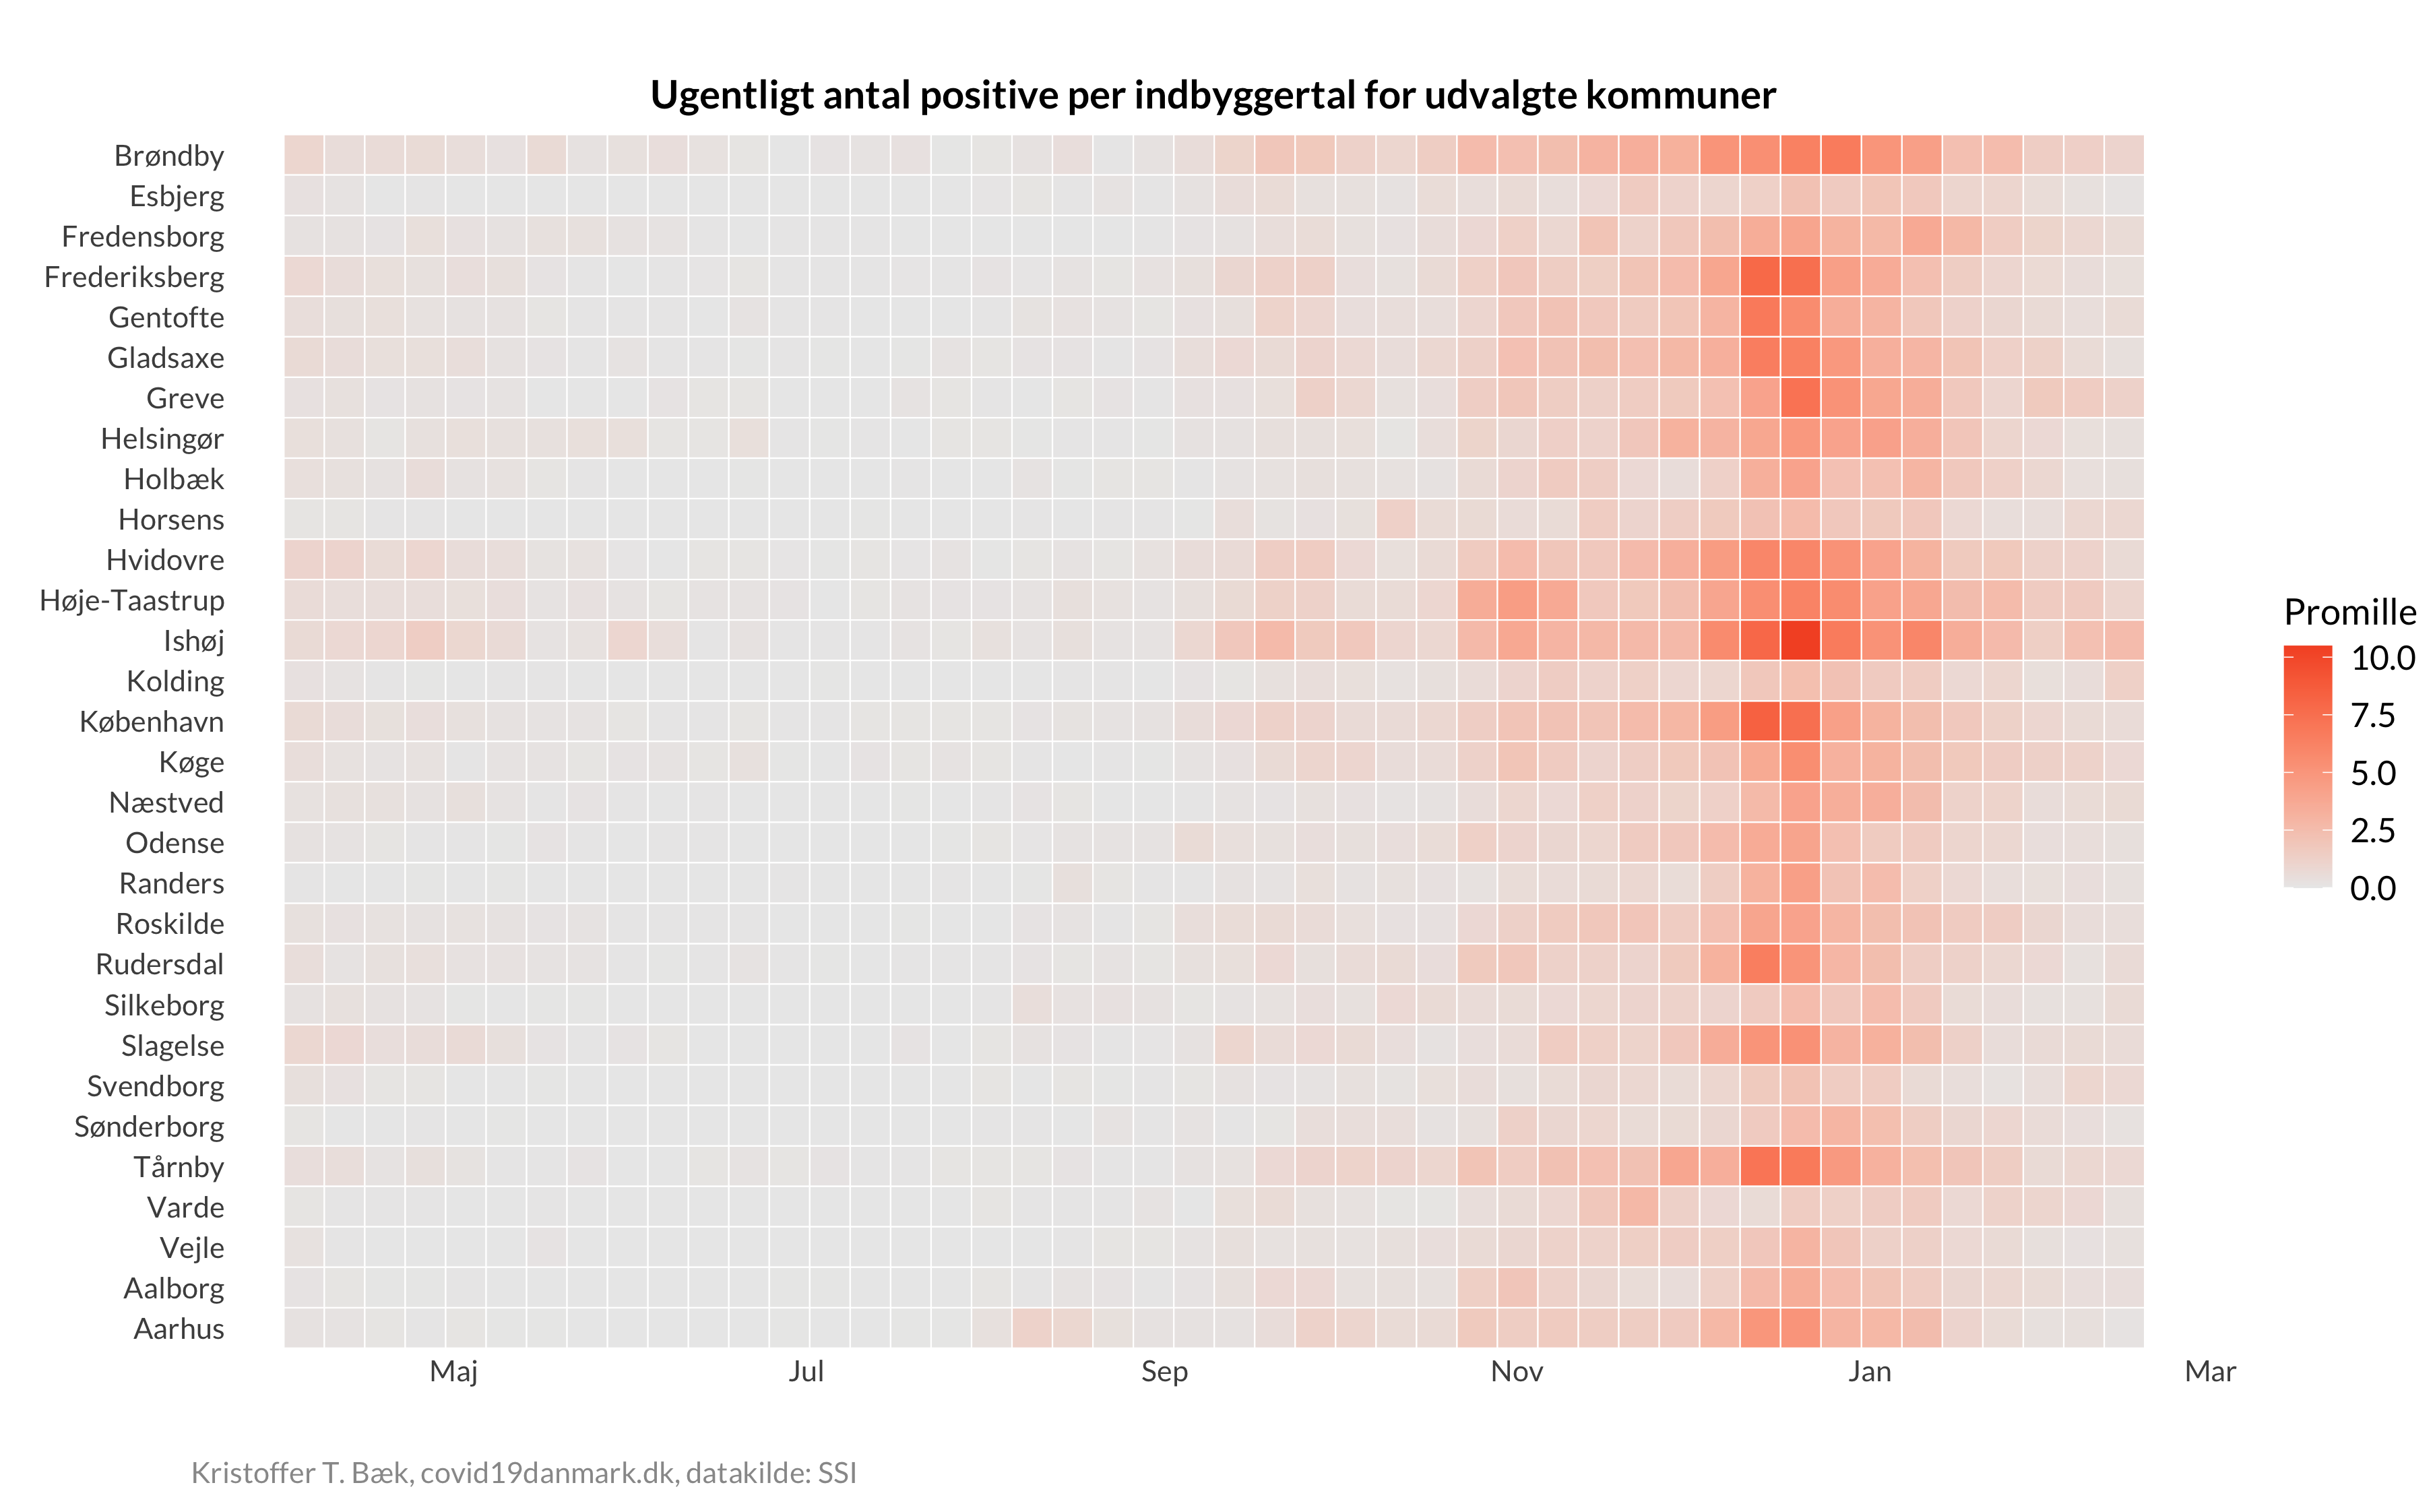 Ugentligt antal positive per indbyggertal for udvalgte kommuner
Brøndby
Esbjerg
Fredensborg
Frederiksberg
Gentofte
Gladsaxe
Greve
Helsingør
Holbæk
Horsens
Hvidovre
Høje-Taastrup
Ishøj
Kolding
København
Køge
Næstved
Odense
Randers
Roskilde
Rudersdal
Silkeborg
Slagelse
Svendborg
Sønderborg
Tårnby
Varde
Vejle
Aalborg
Aarhus
Maj Jul Sep Nov Jan Mar
Promille
10.0
7.5
5.0
2.5
0.0
Kristoffer T. Bæk, covid19danmark.dk, datakilde: SSI